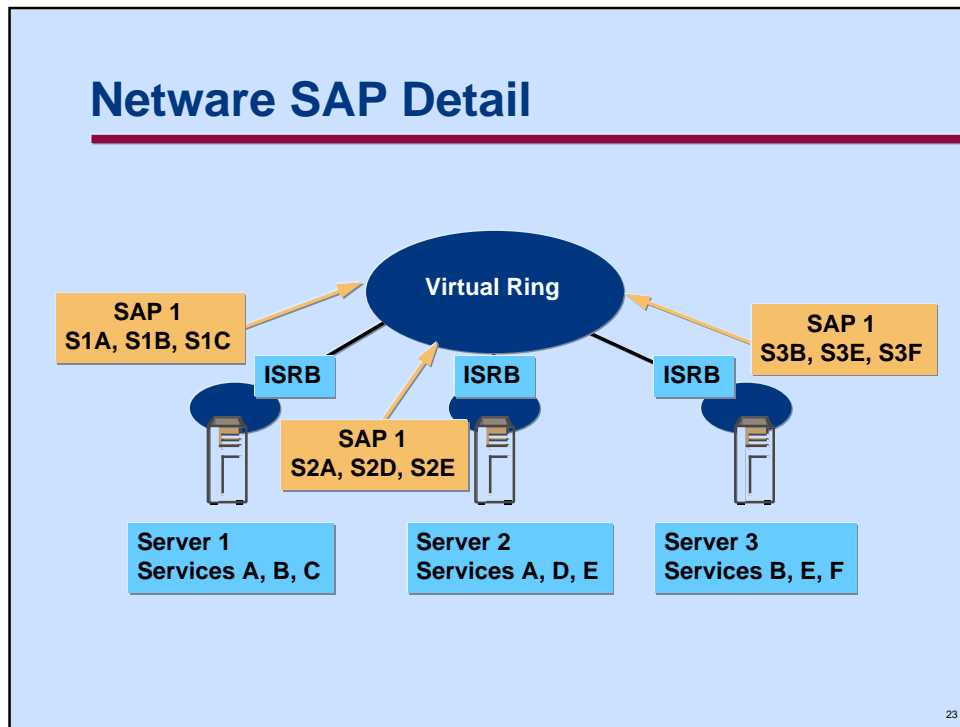 Netware SAP Detail
Virtual Ring
SAP 1
S1A, S1B, S1C
SAP 1
S3B, S3E, S3F
ISRB
ISRB
ISRB
SAP 1
S2A, S2D, S2E
Server 1
Services A, B, C
Server 2
Services A, D, E
Server 3
Services B, E, F
23